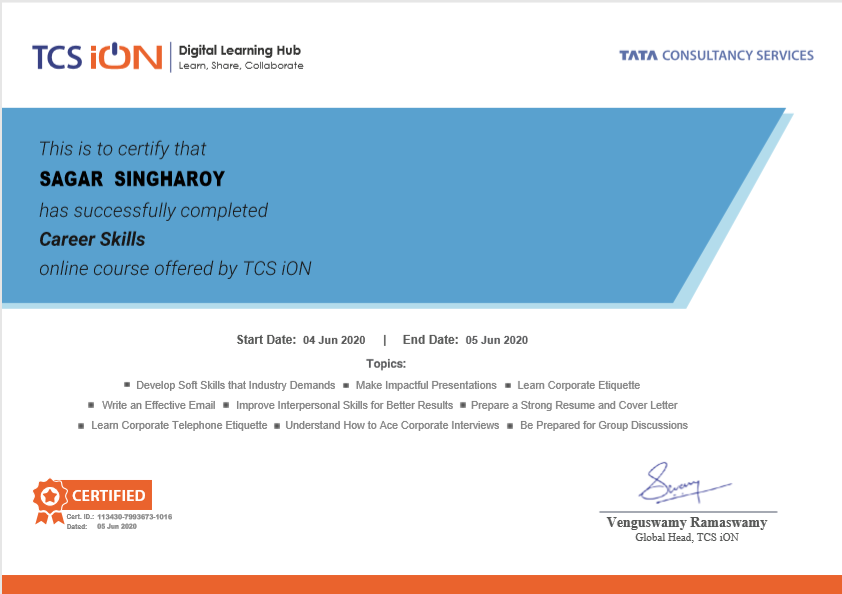 TCS iON Digital Learning Hub
Learn, Share, Collaborate
TATA CONSULTANCY SERVICES
This is to certify that
SAGAR SINGHAROY
has successfully completed
Career Skills
online course offered by TCS iON
Start Date: 04 Jun 2020 | End Date: 05 Jun 2020
Topics:
▪ Develop Soft Skills that Industry Demands ▪ Make Impactful Presentations ▪ Learn Corporate Etiquette
▪ Write an Effective Email ▪ Improve Interpersonal Skills for Better Results ▪ Prepare a Strong Resume and Cover Letter
▪ Learn Corporate Telephone Etiquette ▪ Understand How to Ace Corporate Interviews ▪ Be Prepared for Group Discussions
CERTIFIED
Cert. ID.: 113430-7993673-1016
Dated: 05 Jun 2020
Swamy
Venguswamy Ramaswamy
Global Head, TCS iON